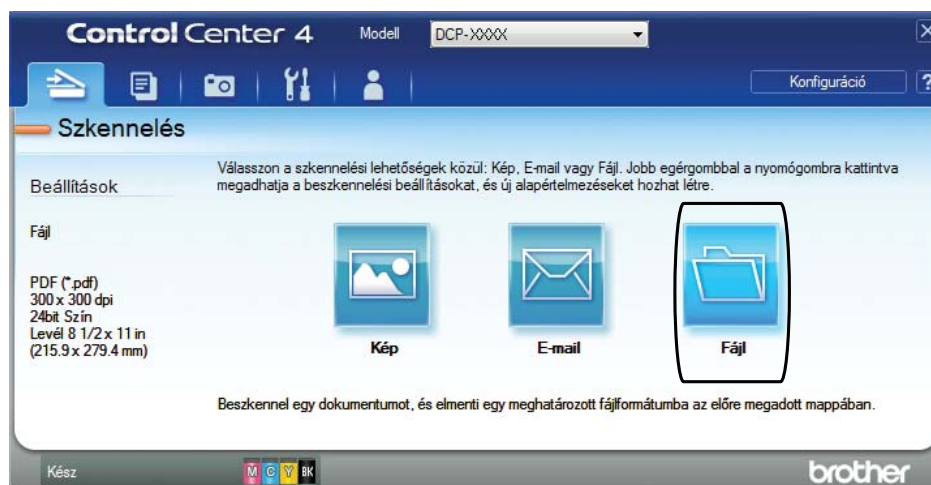 Control Center 4 Modell DCP-XXXX
Konfiguráció ?
Szkennelés
Beállítások
Fájl
PDF (*.pdf)
300 x 300 dpi
24bit Szín
Levél 8 1/2 x 11 in
(215.9 x 279.4 mm)
Válasszon a szkennelési lehetőségek közül: Kép, E-mail vagy Fájl. Jobb egérgombbal a nyomógombra kattintva
megadhatja a beszkennelési beállításokat, és új alapértelmezéseket hozhat létre.
Kép E-mail Fájl
Beszkennel egy dokumentumot, és elmenti egy meghatározott fájlformátumba az előre megadott mappában.
Kész M C Y BK brother